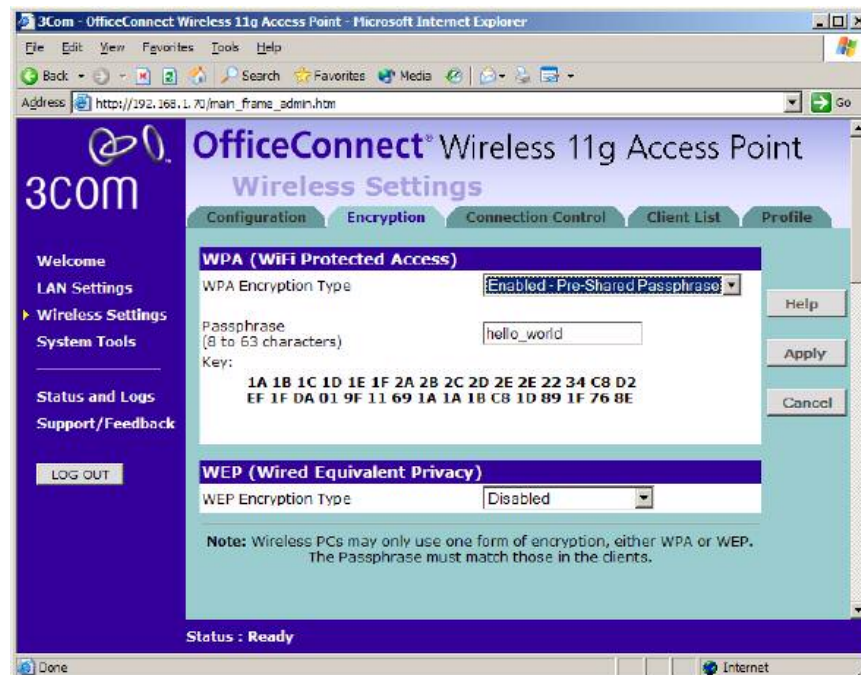 3Com - OfficeConnect Wireless 11g Access Point - Microsoft Internet Explorer
File Edit View Favorites Tools Help
Back Search Favorites Media
Address http://192.168.1.70/main_frame_admin.htm Go
3COM
OfficeConnect® Wireless 11g Access Point
Wireless Settings
Configuration Encryption Connection Control Client List Profile
Welcome
LAN Settings
Wireless Settings
System Tools
Status and Logs
Support/Feedback
LOG OUT
WPA (WiFi Protected Access)
WPA Encryption Type Enabled - Pre-Shared Passphrase
Passphrase
(8 to 63 characters) hello_world
Key:
1A 1B 1C 1D 1E 1F 2A 2B 2C 2D 2E 2E 22 34 C8 D2
EF 1F DA 01 9F 11 69 1A 1A 1B C8 1D 89 1F 76 8E
WEP (Wired Equivalent Privacy)
WEP Encryption Type Disabled
Note: Wireless PCs may only use one form of encryption, either WPA or WEP.
The Passphrase must match those in the clients.
Help
Apply
Cancel
Status : Ready
Done Internet